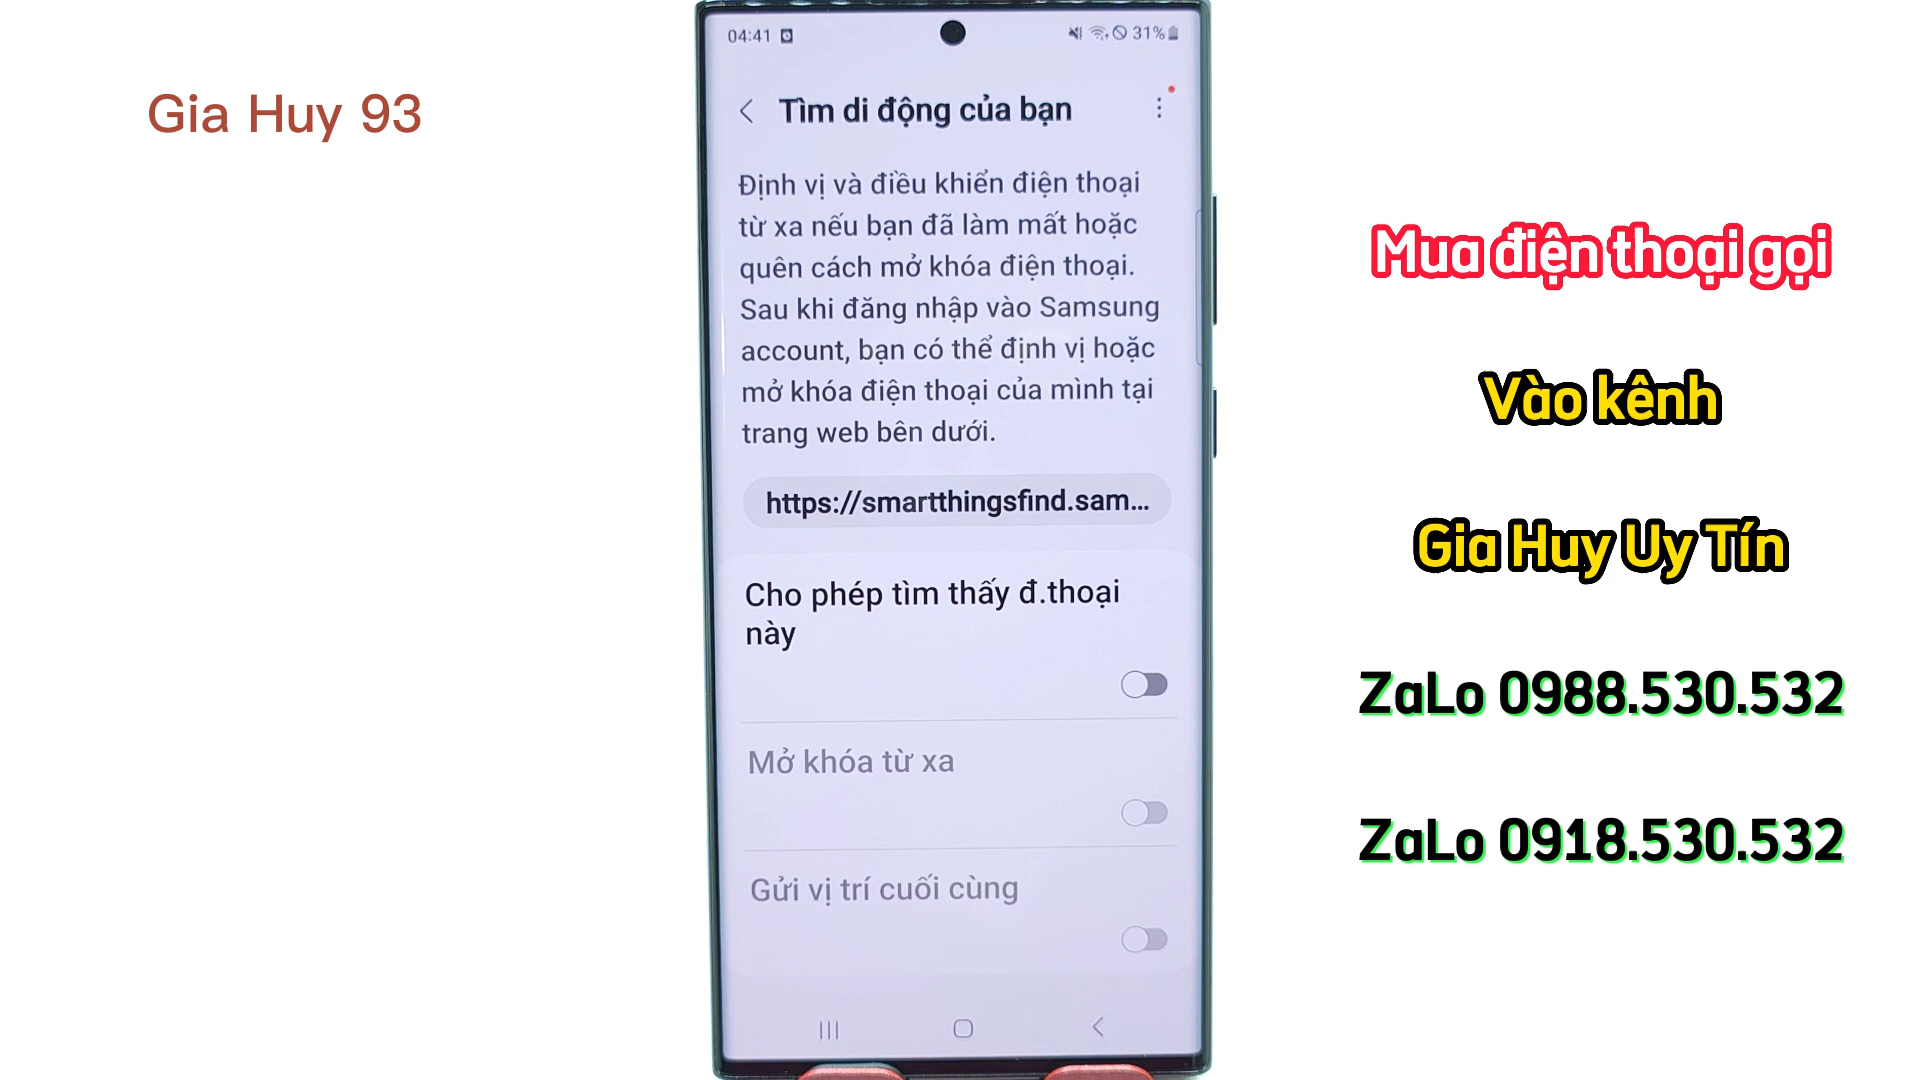 Gia Huy 93
04:41
31%
Tìm di động của bạn
Định vị và điều khiển điện thoại
từ xa nếu bạn đã làm mất hoặc
quên cách mở khóa điện thoại.
Sau khi đăng nhập vào Samsung
account, bạn có thể định vị hoặc
mở khóa điện thoại của mình tại
trang web bên dưới.
https://smartthingsfind.sam...
Cho phép tìm thấy đ.thoại
này
Mở khóa từ xa
Gửi vị trí cuối cùng
Mua điện thoại gọi
Vào kênh
Gia Huy Uy Tín
ZaLo 0988.530.532
ZaLo 0918.530.532